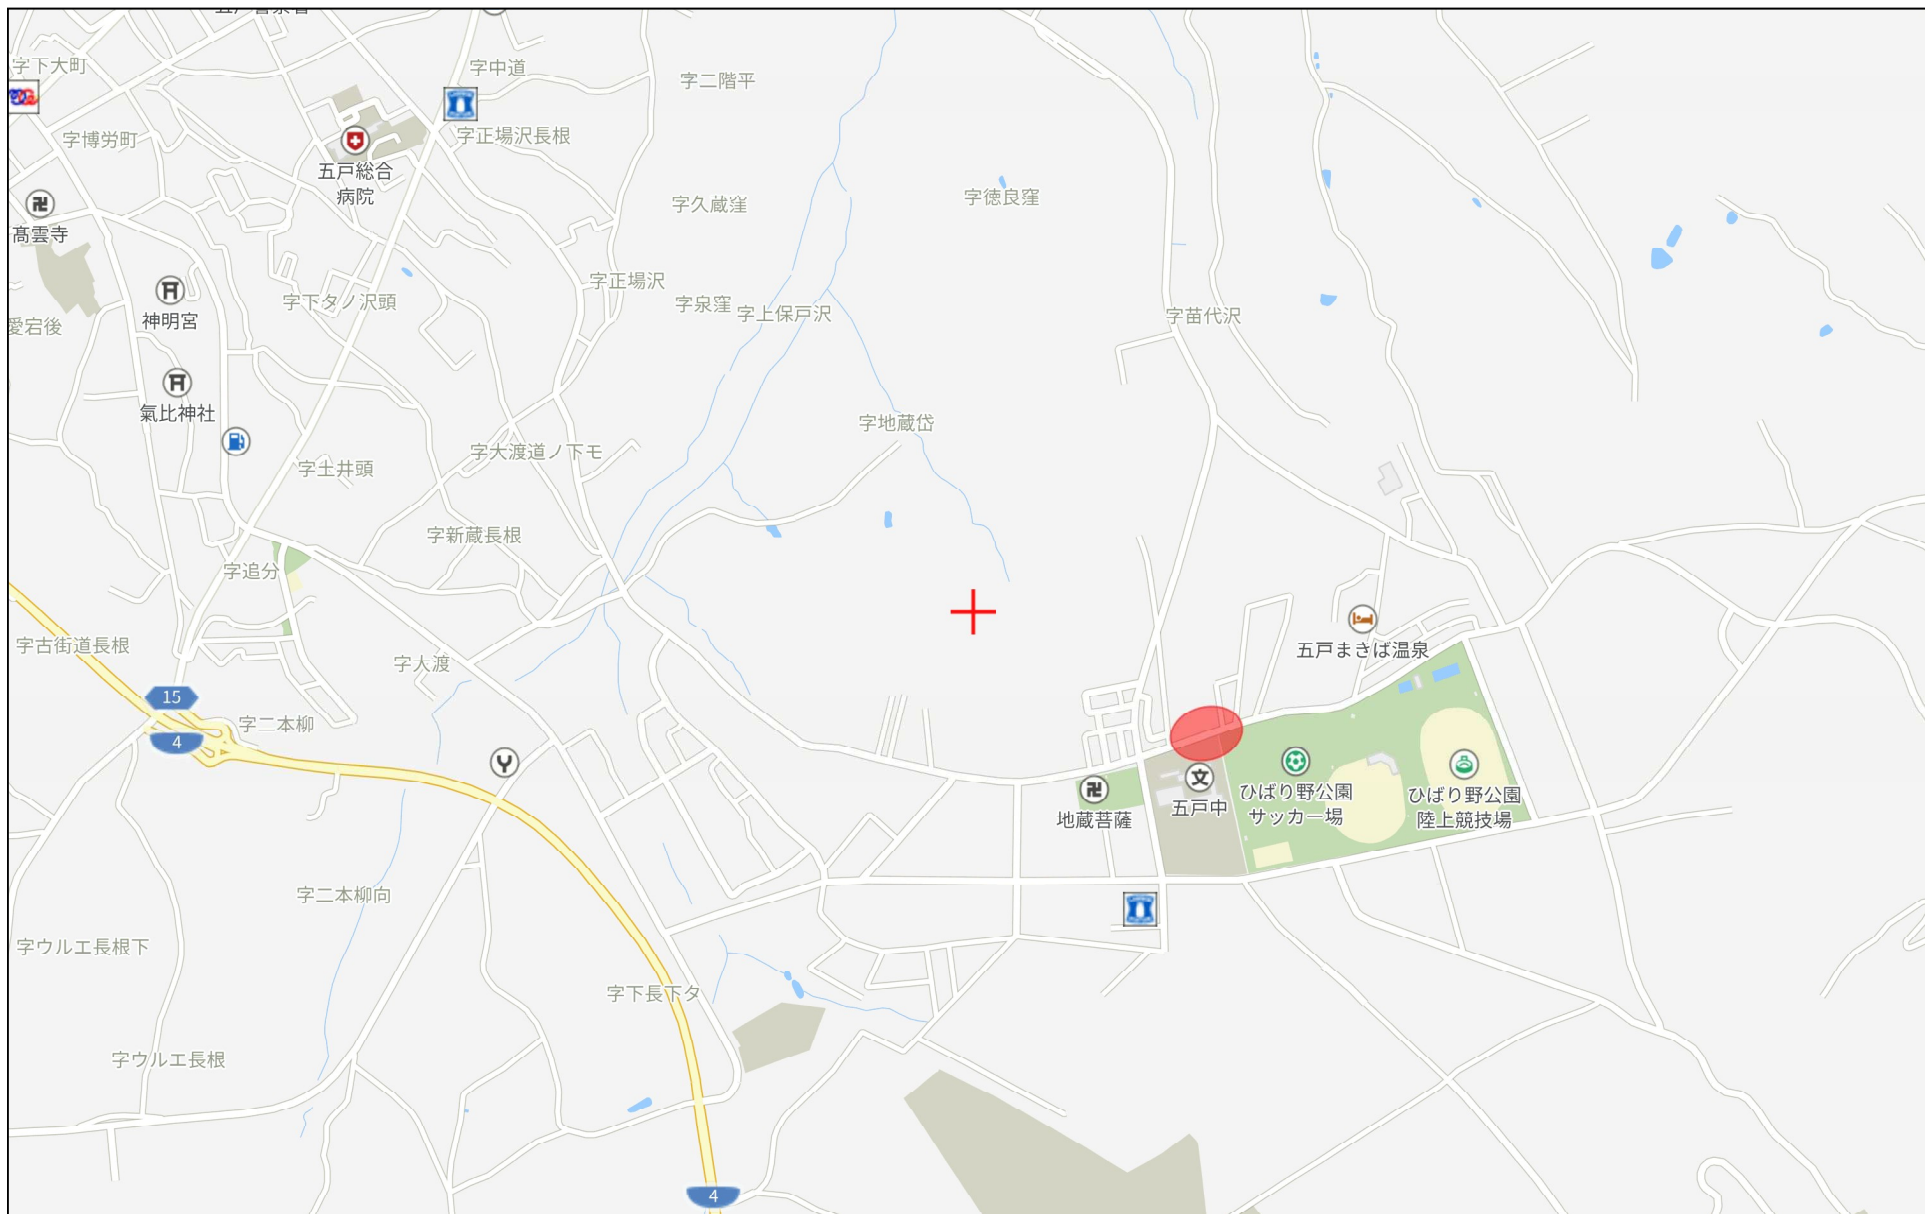 字下大町
字中道
字二階平
字博労町
字正場沢長根
五戸総合
病院
字久蔵窪
字徳良窪
髙雲寺
字正場沢
字下タノ沢頭
字泉窪
字上保戸沢
字苗代沢
神明宮
愛宕後
氣比神社
字地蔵岱
字大渡道ノ下モ
字土井頭
字新蔵長根
字追分
字古街道長根
字大渡
五戸まきば温泉
15
字二本柳
4
五戸中
地蔵菩薩
ひばり野公園
サッカー場
ひばり野公園
陸上競技場
字二本柳向
字ウルエ長根下
字下長下タ
字ウルエ長根
4